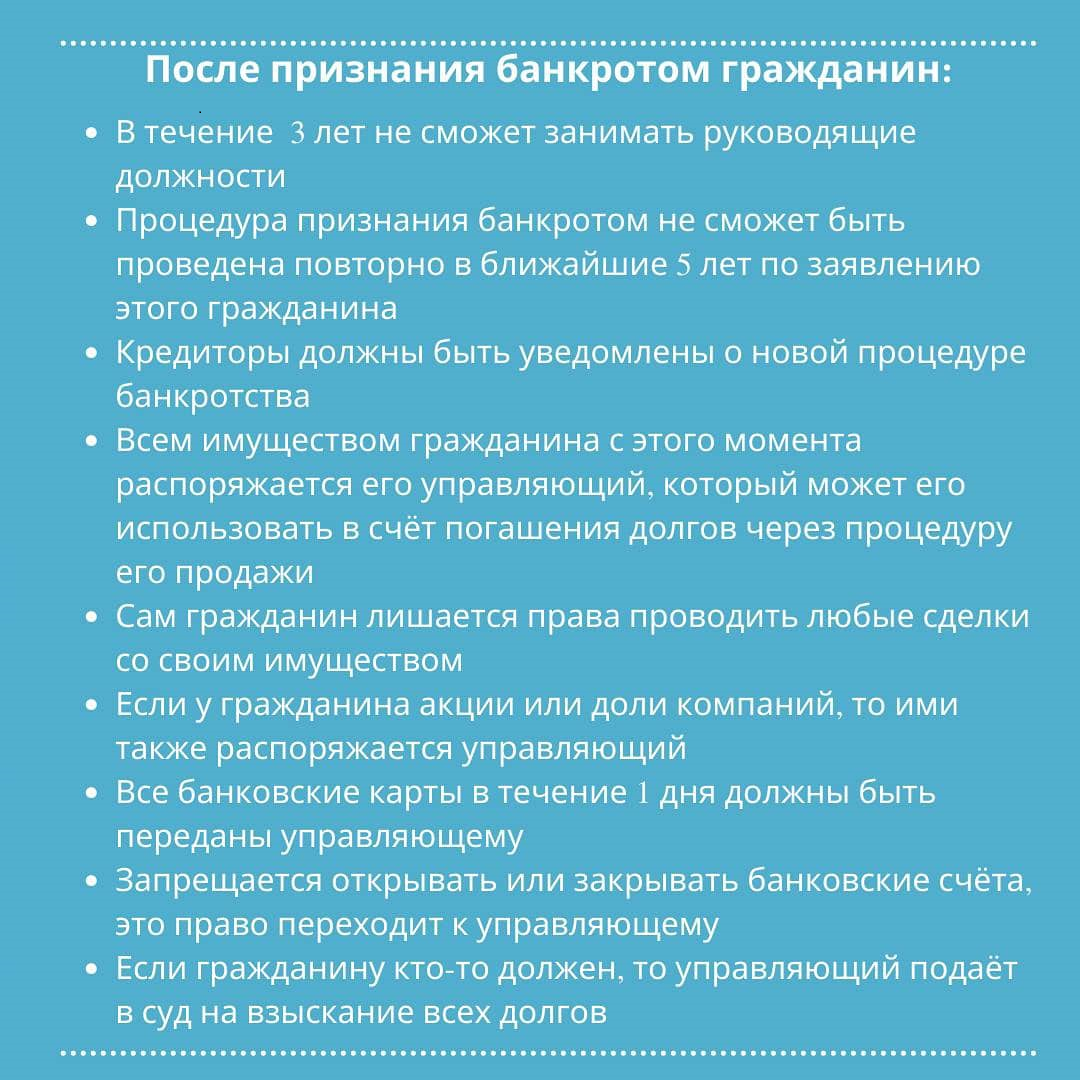 После признания банкротом гражданин:
• В течение 3 лет не сможет занимать руководящие
должности
• Процедура признания банкротом не сможет быть
проведена повторно в ближайшие 5 лет по заявлению
этого гражданина
• Кредиторы должны быть уведомлены о новой процедуре
банкротства
• Всем имуществом гражданина с этого момента
распоряжается его управляющий, который может его
использовать в счёт погашения долгов через процедуру
его продажи
• Сам гражданин лишается права проводить любые сделки
со своим имуществом
• Если у гражданина акции или доли компаний, то ими
также распоряжается управляющий
• Все банковские карты в течение 1 дня должны быть
переданы управляющему
• Запрещается открывать или закрывать банковские счёта,
это право переходит к управляющему
• Если гражданину кто-то должен, то управляющий подаёт
в суд на взыскание всех долгов